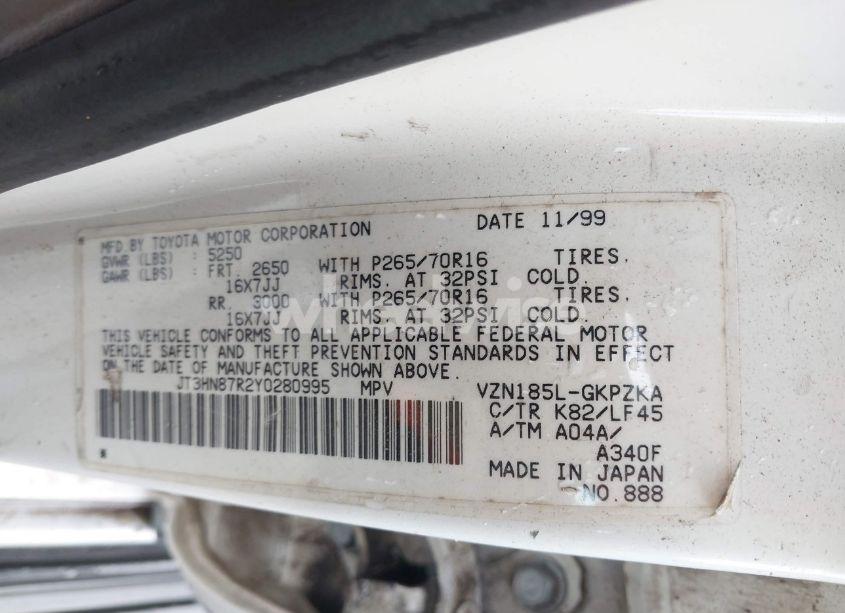 MFD.BY TOYOTA MOTOR CORPORATION DATE 11/99
GVWR (LBS) : 5250
GAWR (LBS) : FRT. 2650 WITH P265/70R16 TIRES.
16X7JJ RIMS. AT 32PSI COLD.
RR. 3000 WITH P265/70R16 TIRES.
16X7JJ RIMS. AT 32PSI COLD.
THIS VEHICLE CONFORMS TO ALL APPLICABLE FEDERAL MOTOR
VEHICLE SAFETY AND THEFT PREVENTION STANDARDS IN EFFECT
ON THE DATE OF MANUFACTURE SHOWN ABOVE.
JT3HN87R2Y0280995 MPV VZN185L-GKPZKA
C/TR K82/LF45
A/TM A04A/
A340F
MADE IN JAPAN
NO.888